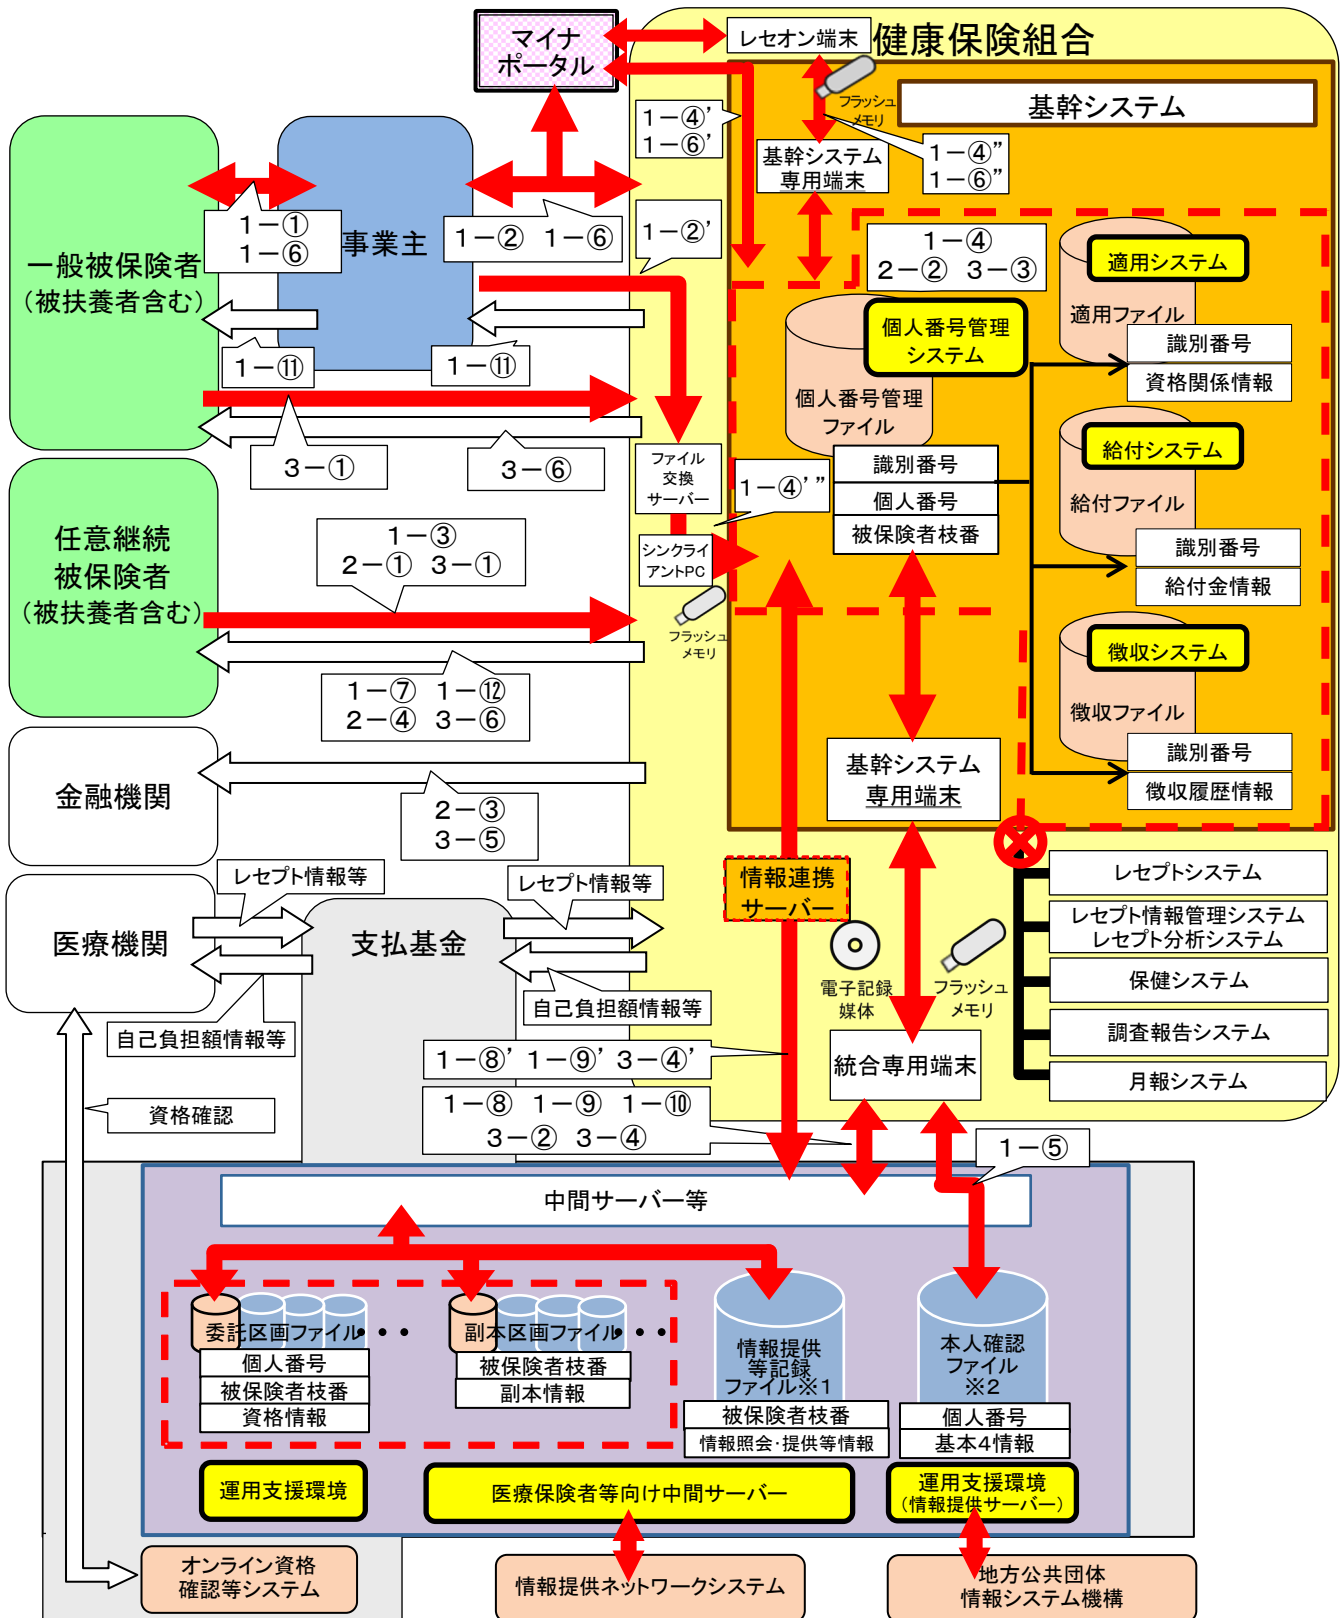 マイナ
ポータル
レセオン端末
健康保険組合
基幹システム
フラッシュ
メモリ
1－④’
1－⑥’
1－④”
1－⑥”
基幹システム
専用端末
一般被保険者
（被扶養者含む）
事業主
1－①
1－⑥
1－②　1－⑥
1－②’
1－④
2－②　3－③
適用システム
適用ファイル
識別番号
資格関係情報
個人番号管理
システム
個人番号管理
ファイル
識別番号
個人番号
被保険者枝番
1－⑪
1－⑪
3－①
3－⑥
ファイル
交換
サーバー
1－④’”
給付システム
給付ファイル
識別番号
給付金情報
任意継続
被保険者
（被扶養者含む）
1－③
2－①　3－①
シンクライ
アントPC
フラッシュ
メモリ
1－⑦　1－⑫
2－④　3－⑥
徴収システム
徴収ファイル
識別番号
徴収履歴情報
金融機関
2－③
3－⑤
基幹システム
専用端末
医療機関
レセプト情報等
レセプト情報等
支払基金
自己負担額情報等
自己負担額情報等
資格確認
情報連携
サーバー
電子記録
媒体
フラッシュ
メモリ
レセプトシステム
レセプト情報管理システム
レセプト分析システム
保健システム
調査報告システム
月報システム
統合専用端末
1－⑧’ 1－⑨’ 3－④’
1－⑧　1－⑨　1－⑩
3－②　3－④
1－⑤
中間サーバー等
委託区画ファイル・・・
個人番号
被保険者枝番
資格情報
副本区画ファイル・・・
被保険者枝番
副本情報
情報提供
等記録
ファイル※1
被保険者枝番
情報照会・提供等情報
本人確認
ファイル
※2
個人番号
基本4情報
運用支援環境
医療保険者等向け中間サーバー
運用支援環境
（情報提供サーバー）
オンライン資格
確認等システム
情報提供ネットワークシステム
地方公共団体
情報システム機構